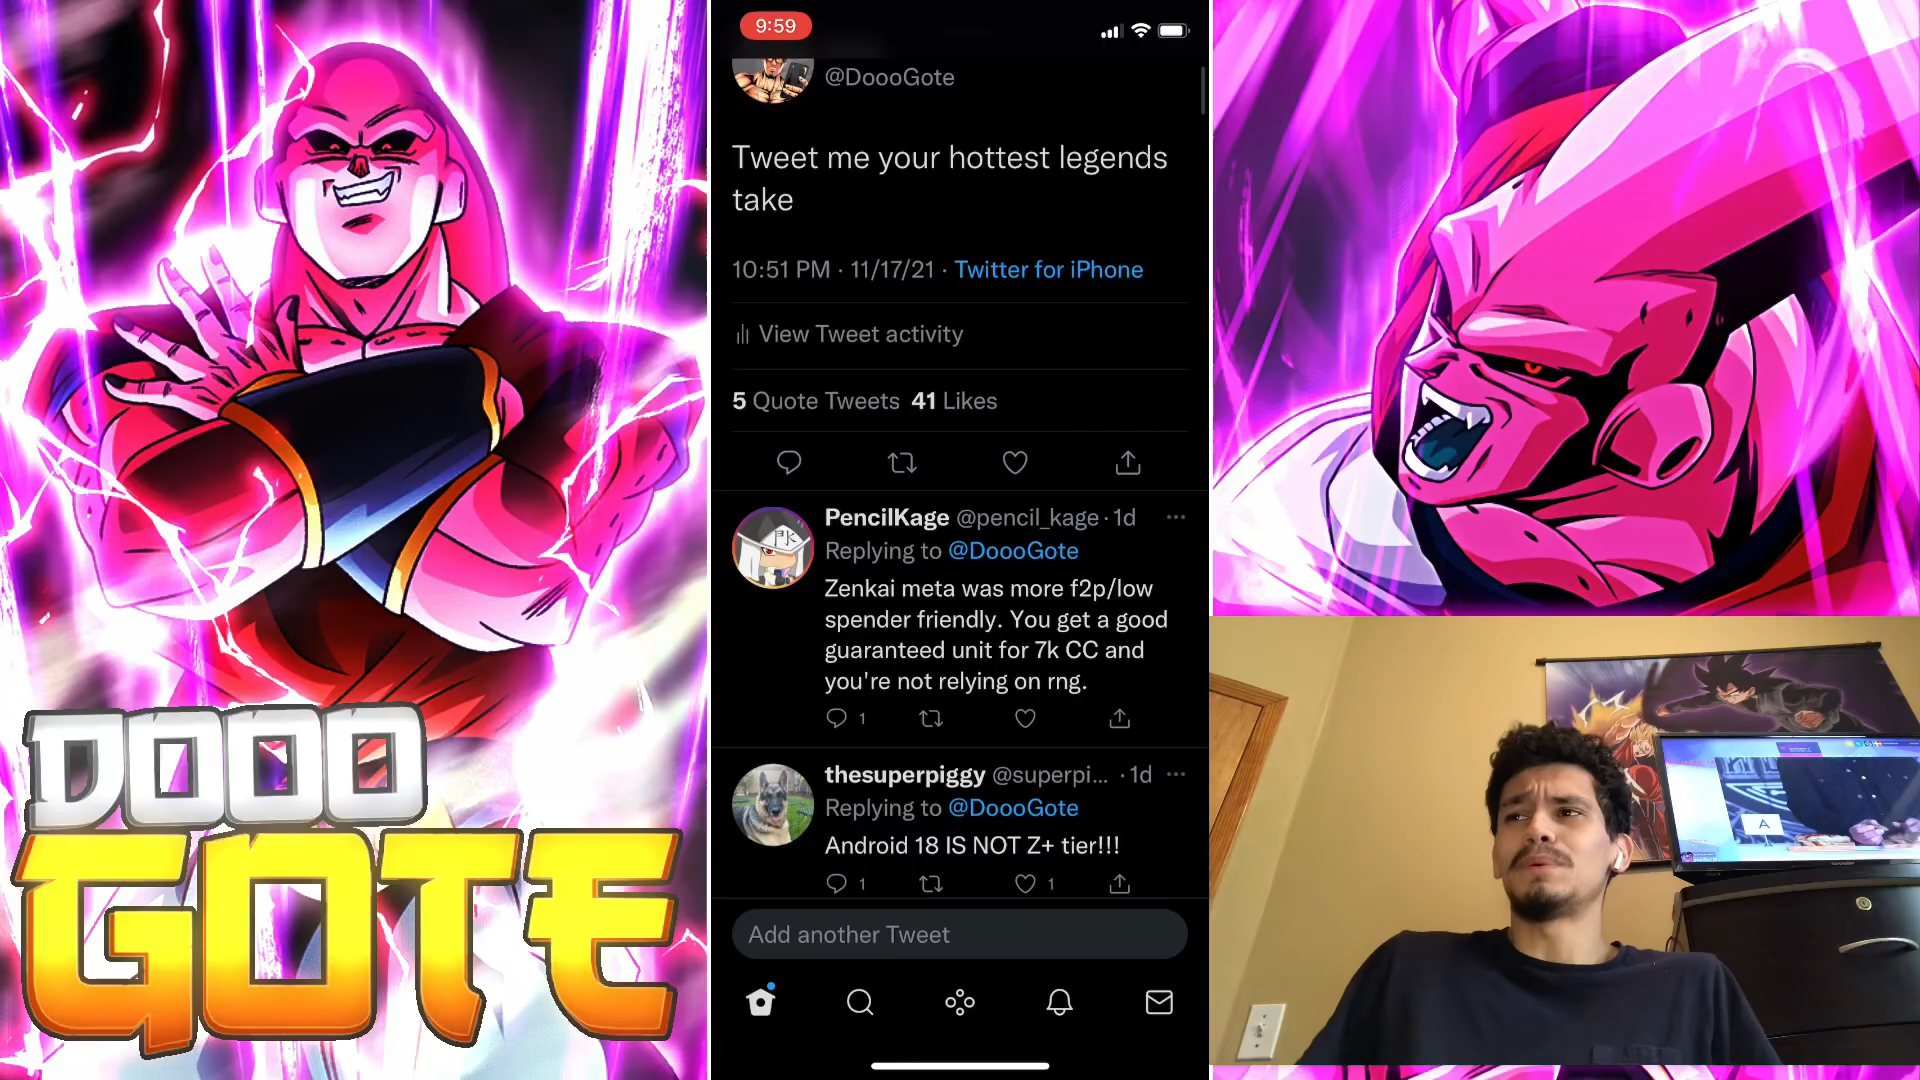 DOOO
GOTE
9:59
@DoooGote
Tweet me your hottest legends
take
10:51 PM · 11/17/21 · Twitter for iPhone
View Tweet activity
5 Quote Tweets 41 Likes
PencilKage @pencil_kage · 1d
Replying to @DoooGote
Zenkai meta was more f2p/low
spender friendly. You get a good
guaranteed unit for 7k CC and
you're not relying on rng.
1
thesuperpiggy @superpi... · 1d
Replying to @DoooGote
Android 18 IS NOT Z+ tier!!!
1 1
Add another Tweet
A